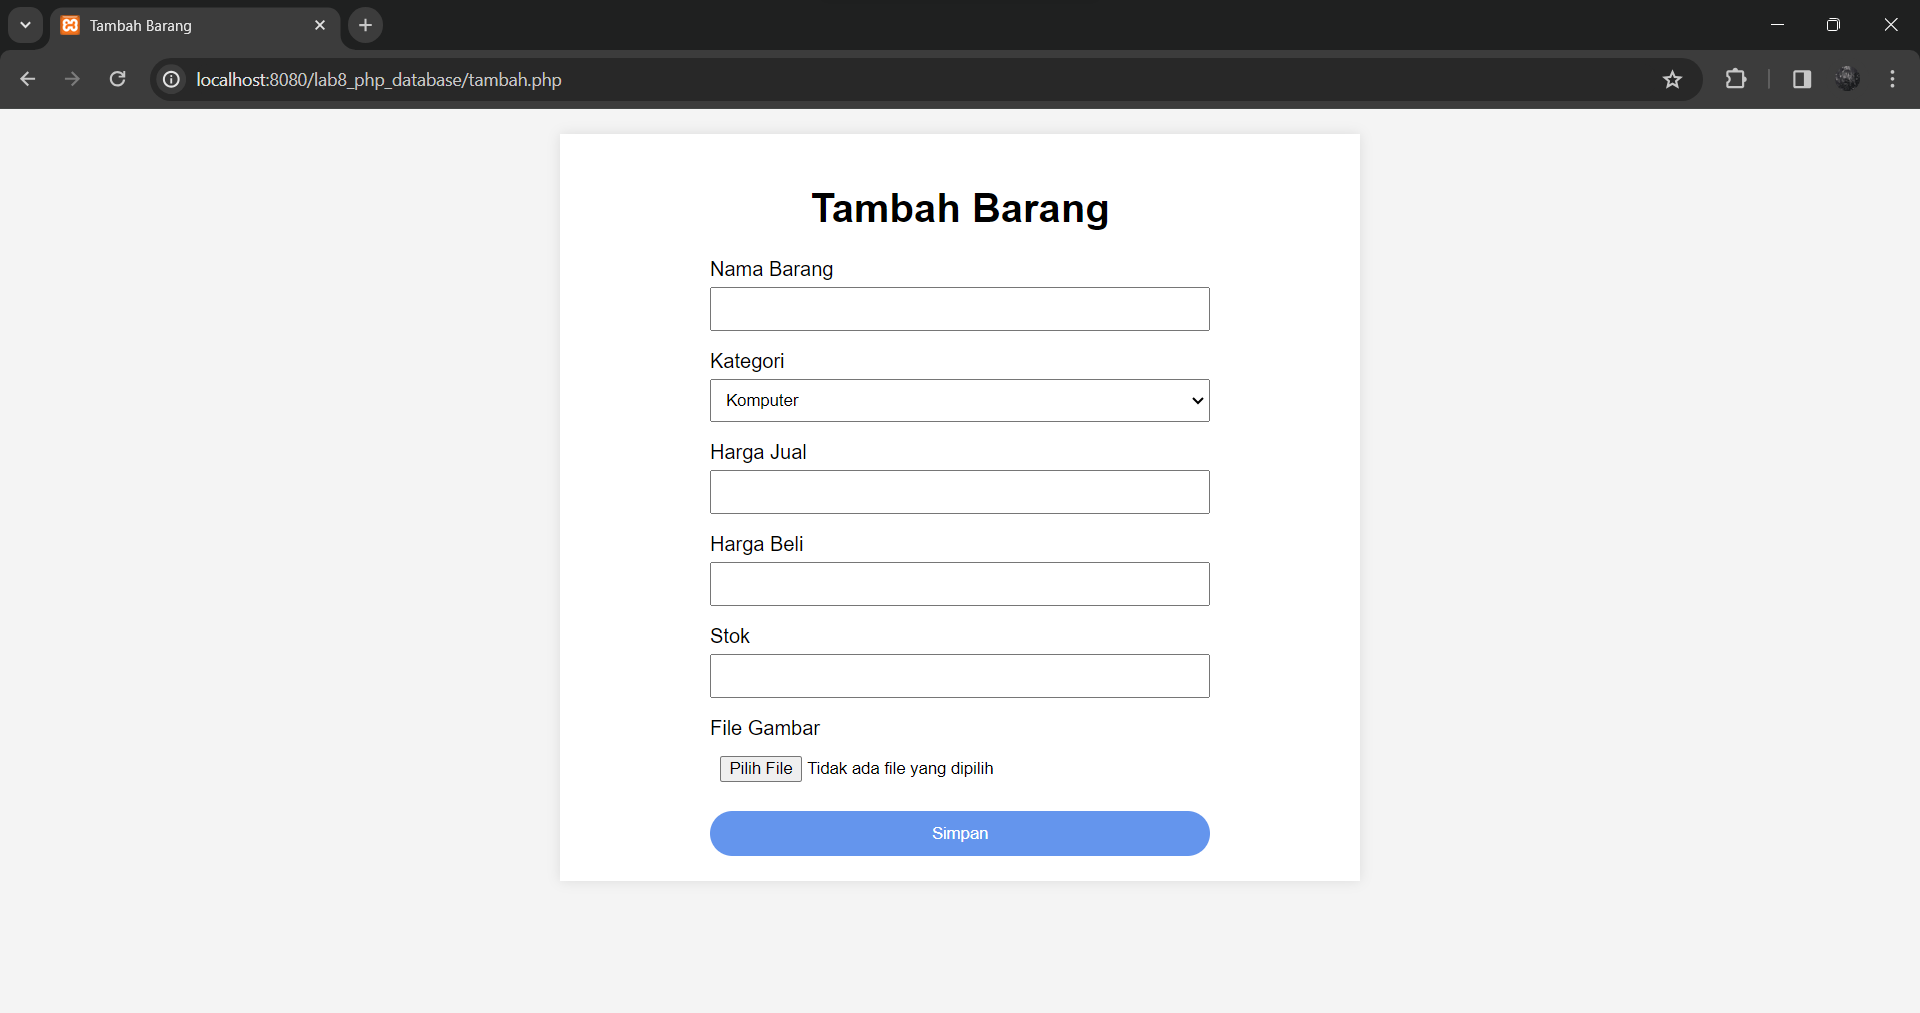 Tambah Barang
localhost:8080/lab8_php_database/tambah.php
Tambah Barang
Nama Barang
Kategori
Komputer
Harga Jual
Harga Beli
Stok
File Gambar
Pilih File Tidak ada file yang dipilih
Simpan